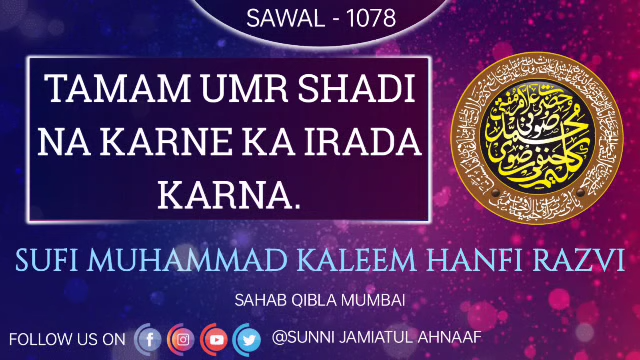 SAWAL - 1078
TAMAM UMR SHADI
NA KARNE KA IRADA
KARNA.
SUFI MUHAMMAD KALEEM HANFI RAZVI
SAHAB QIBLA MUMBAI
FOLLOW US ON
@SUNNI JAMIATUL AHNAAF